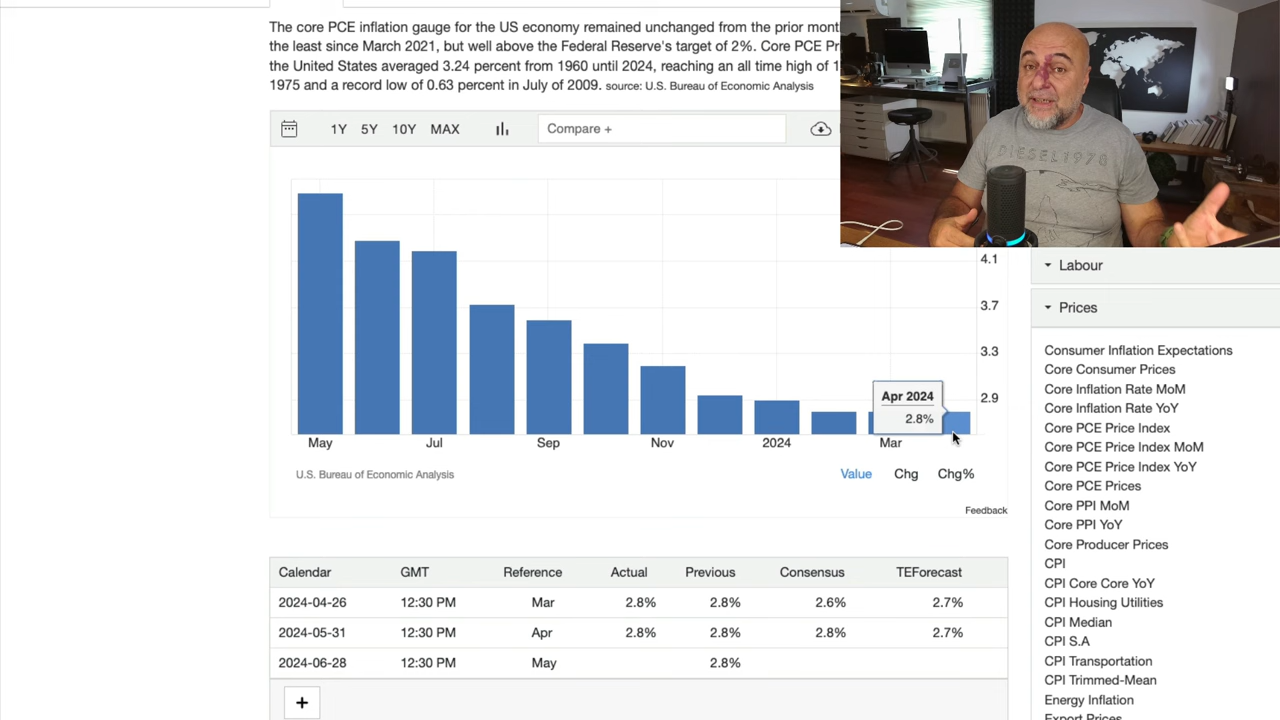 The core PCE inflation gauge for the US economy remained unchanged from the prior mont
the least since March 2021, but well above the Federal Reserve's target of 2%. Core PCE Pr
the United States averaged 3.24 percent from 1960 until 2024, reaching an all time high of 1
1975 and a record low of 0.63 percent in July of 2009. source: U.S. Bureau of Economic Analysis
1Y 5Y 10Y MAX Compare +
DIESEL1978
4.1
3.7
3.3
2.9
Apr 2024
2.8%
May Jul Sep Nov 2024 Mar
U.S. Bureau of Economic Analysis
Value Chg Chg%
Feedback
Calendar GMT Reference Actual Previous Consensus TEForecast
2024-04-26 12:30 PM Mar 2.8% 2.8% 2.6% 2.7%
2024-05-31 12:30 PM Apr 2.8% 2.8% 2.8% 2.7%
2024-06-28 12:30 PM May 2.8%
+
Labour
Prices
Consumer Inflation Expectations
Core Consumer Prices
Core Inflation Rate MoM
Core Inflation Rate YoY
Core PCE Price Index
Core PCE Price Index MoM
Core PCE Price Index YoY
Core PCE Prices
Core PPI MoM
Core PPI YoY
Core Producer Prices
CPI
CPI Core Core YoY
CPI Housing Utilities
CPI Median
CPI S.A
CPI Transportation
CPI Trimmed-Mean
Energy Inflation
Export Prices